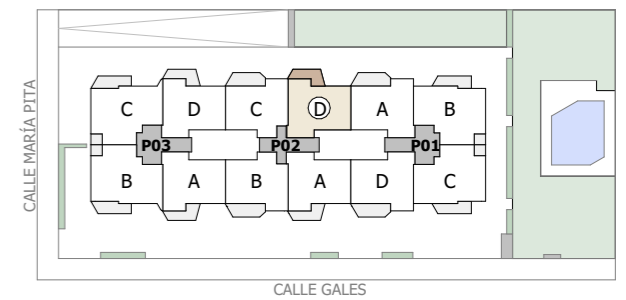 CALLE MARÍA PITA
C D C D A B
P03 P02 P01
B A B A D C
CALLE GALES